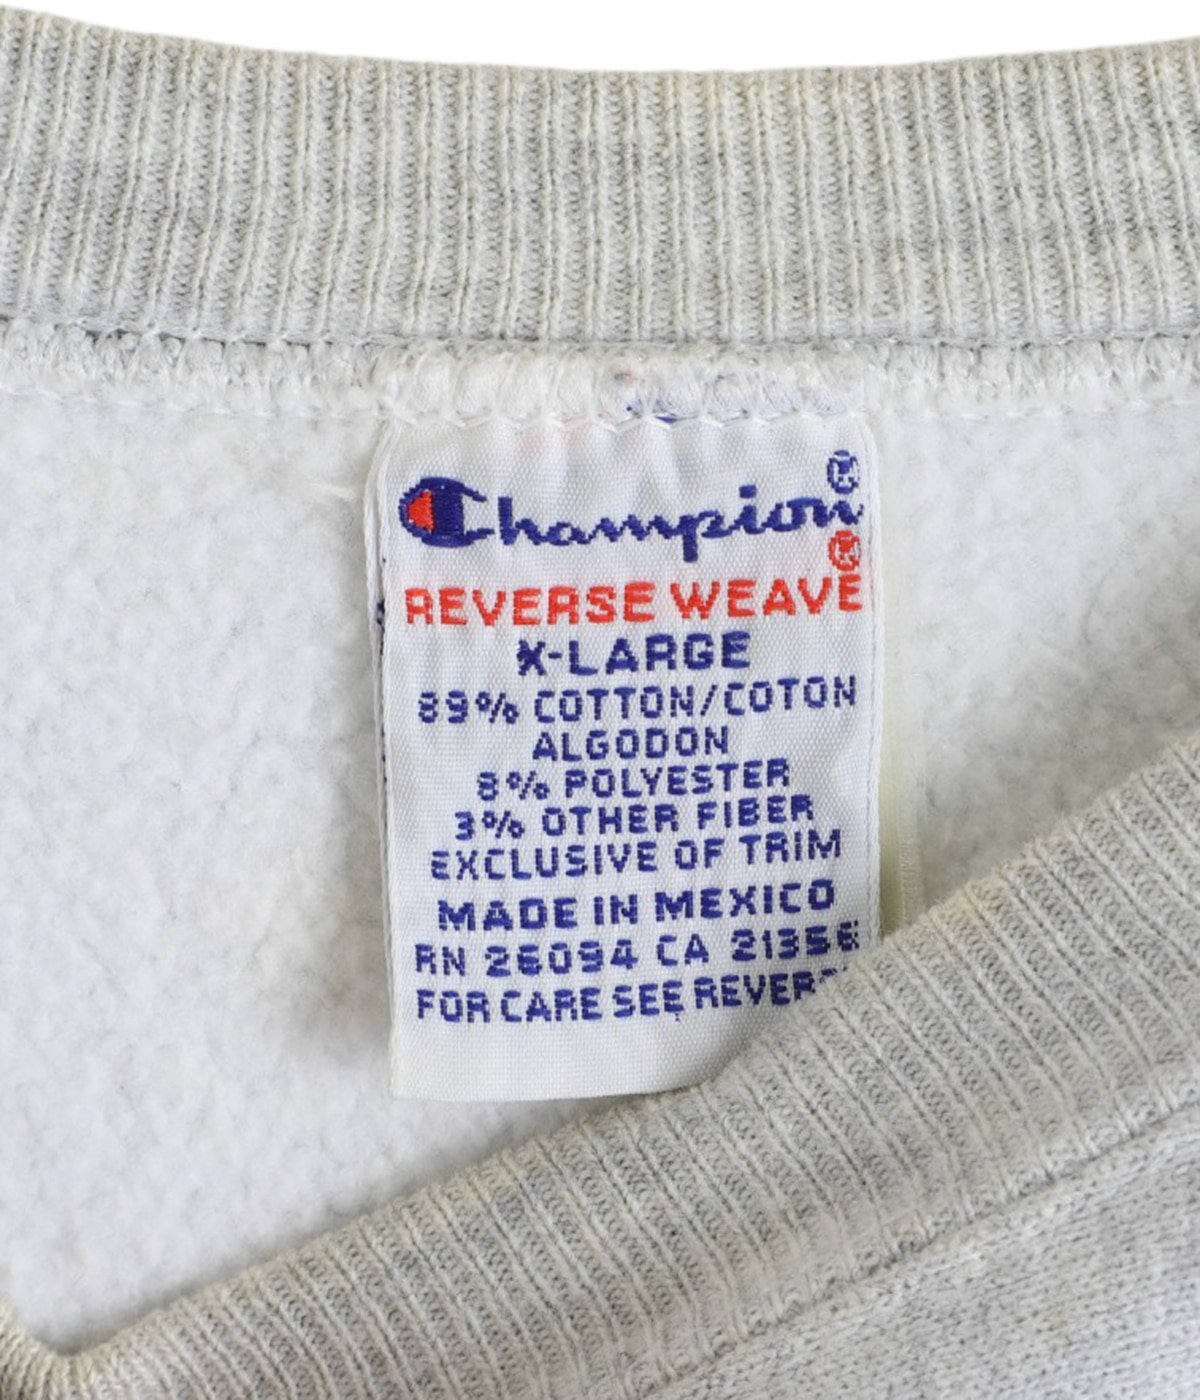 Champion®
REVERSE WEAVE®
X-LARGE
89% COTTON/COTON
ALGODON
8% POLYESTER
3% OTHER FIBER
EXCLUSIVE OF TRIM
MADE IN MEXICO
RN 26094 CA 21356
FOR CARE SEE